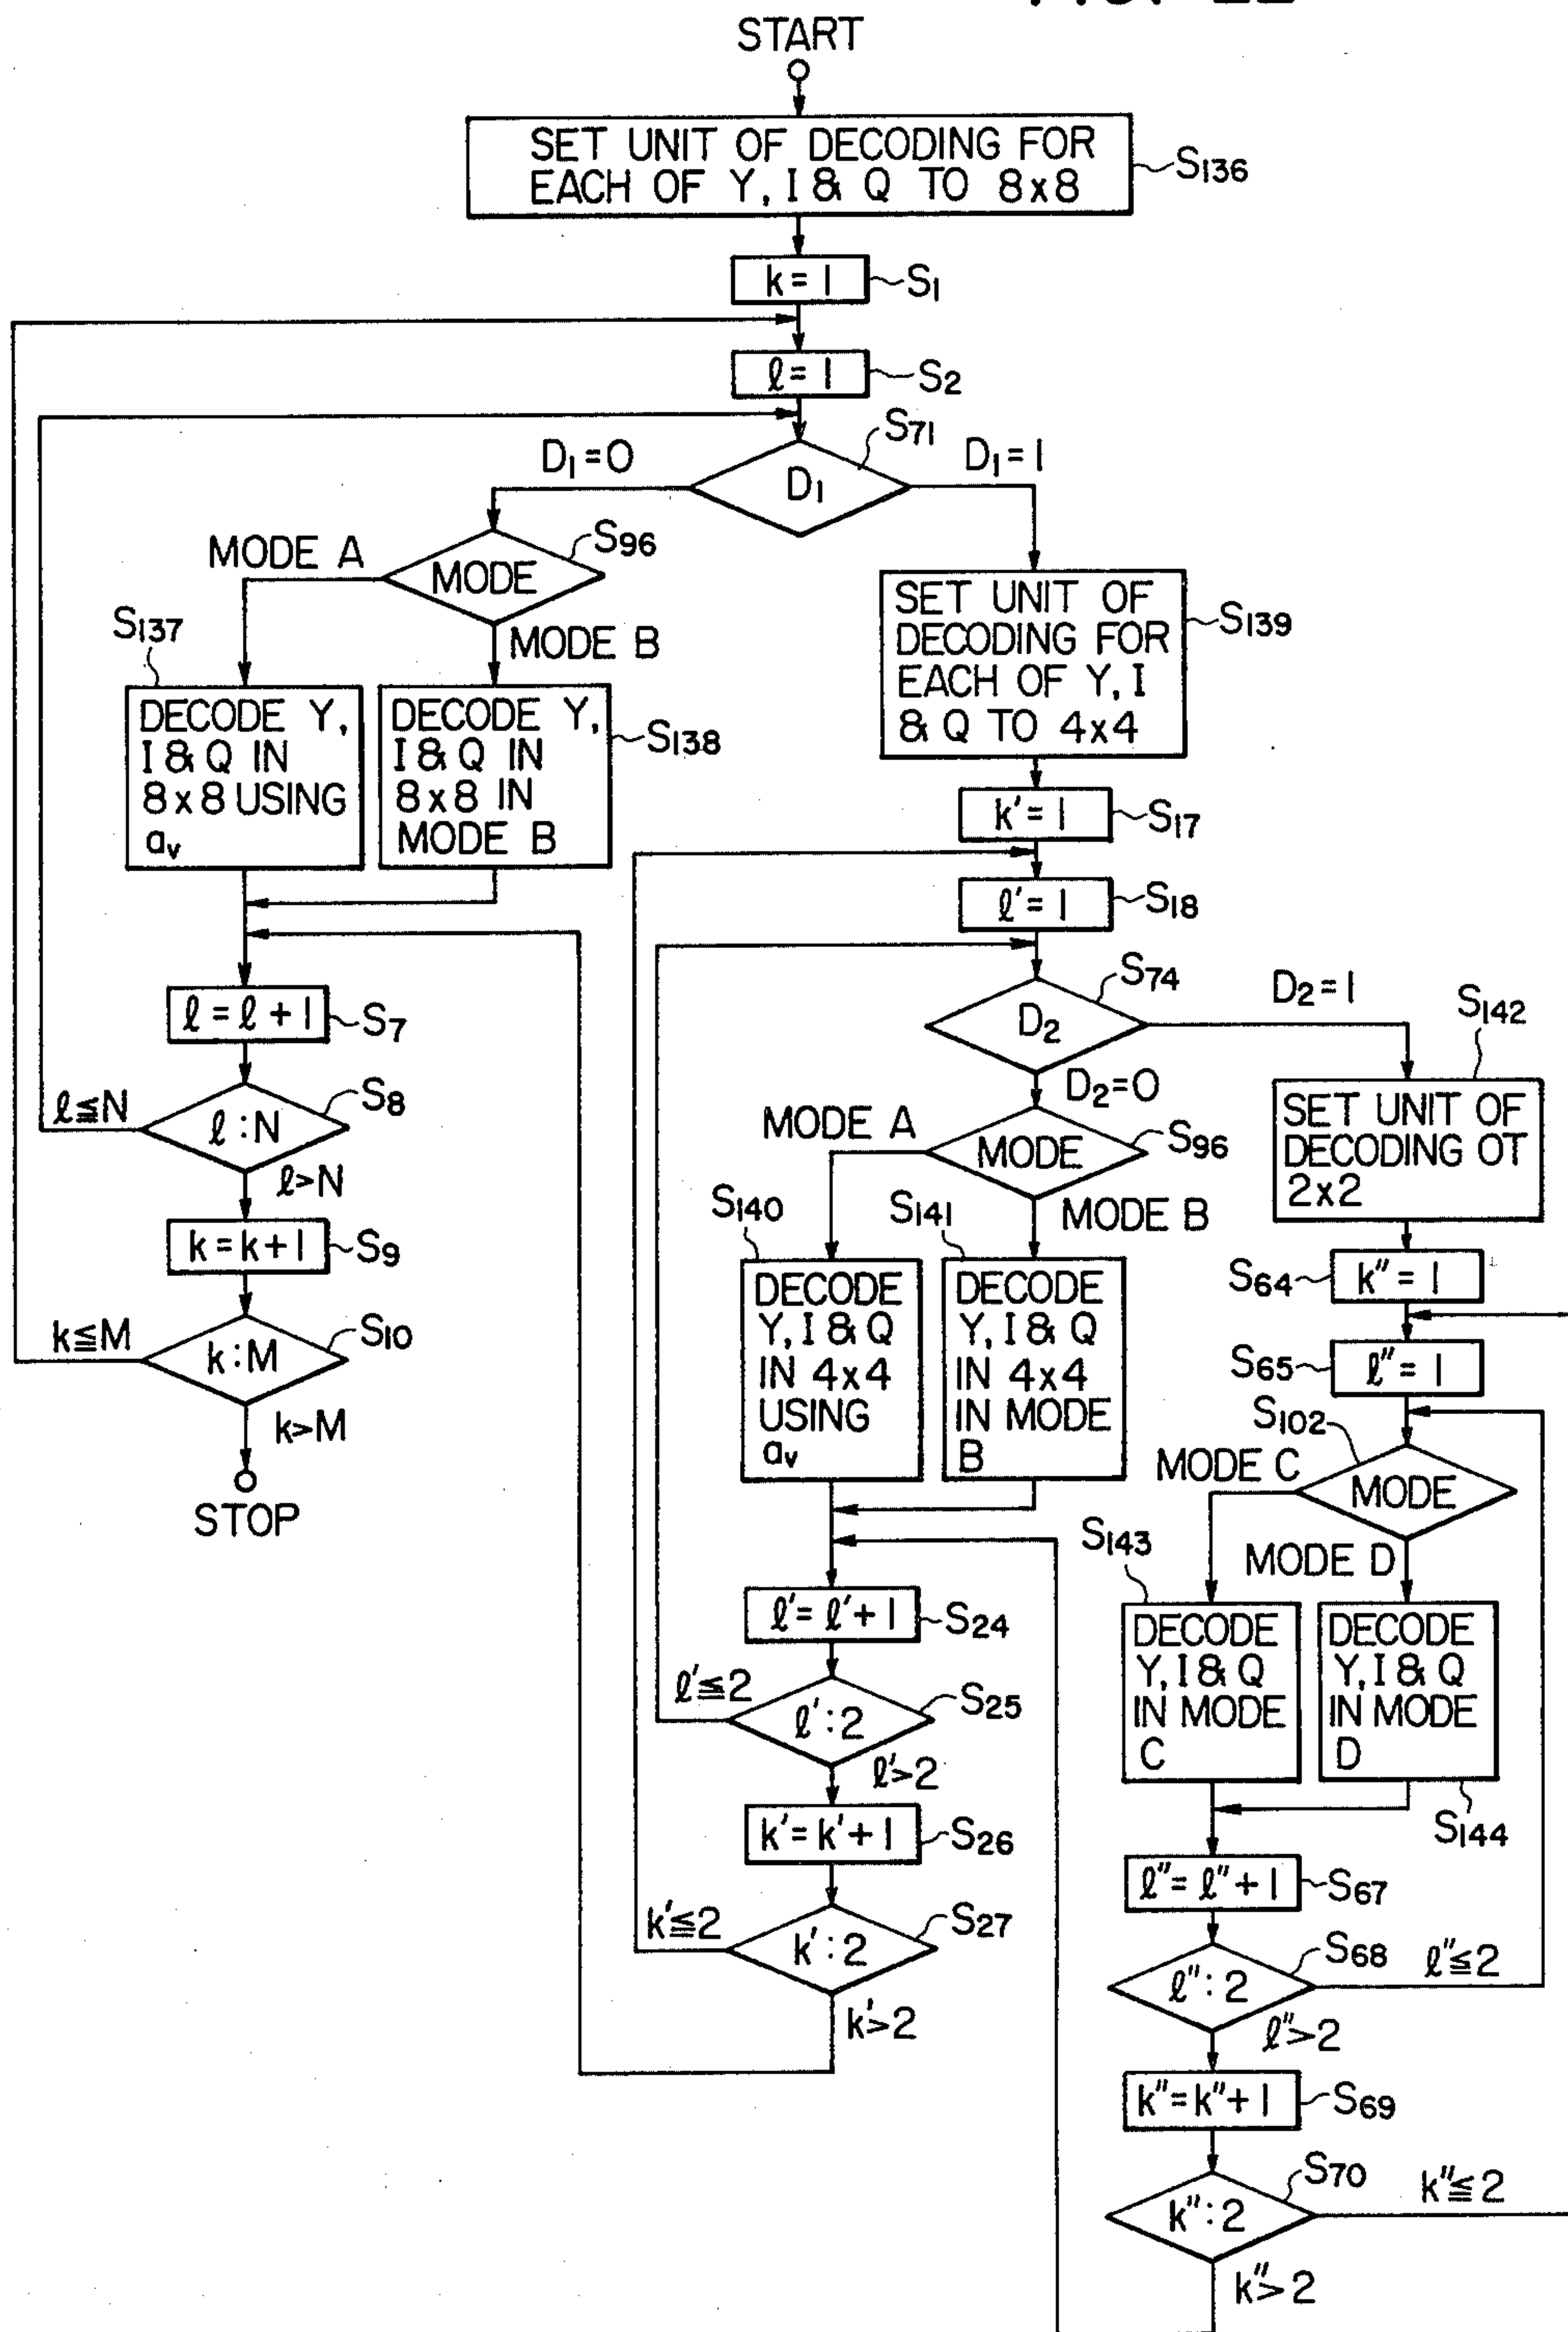 START
SET UNIT OF DECODING FOR
EACH OF Y, I & Q TO 8x8
S136
k = 1
S1
ℓ = 1
S2
S71
D1=0
D1
D1=1
MODE A
MODE
S96
MODE B
S137
DECODE Y,
I & Q IN
8x8 USING
av
DECODE Y,
I & Q IN
8x8 IN
MODE B
S138
SET UNIT OF
DECODING FOR
EACH OF Y, I
& Q TO 4x4
S139
k' = 1
S17
ℓ' = 1
S18
ℓ = ℓ + 1
S7
ℓ≦N
ℓ : N
S8
ℓ>N
k = k+1
S9
k≦M
k : M
S10
k>M
STOP
S74
D2
D2=1
D2=0
MODE A
MODE
S96
MODE B
S140
DECODE
Y, I & Q
IN 4x4
USING
av
S141
DECODE
Y, I & Q
IN 4x4
IN MODE
B
ℓ'= ℓ'+1
S24
ℓ'≦2
ℓ' : 2
S25
ℓ'>2
k'= k'+1
S26
k'≦2
k' : 2
S27
k'>2
S142
SET UNIT OF
DECODING OT
2x2
S64
k" = 1
S65
ℓ" = 1
S102
MODE C
MODE
MODE D
S143
DECODE
Y, I & Q
IN MODE
C
DECODE
Y, I & Q
IN MODE
D
S144
ℓ"= ℓ"+1
S67
ℓ" : 2
S68
ℓ"≦2
ℓ">2
k"= k"+1
S69
k" : 2
S70
k"≦2
k">2